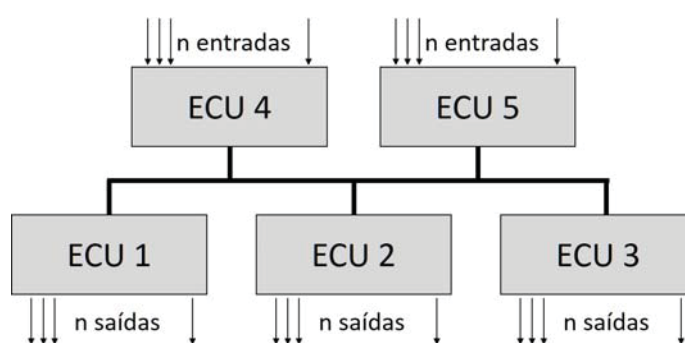 n entradas
n entradas
ECU 4
ECU 5
ECU 1
ECU 2
ECU 3
n saídas
n saídas
n saídas